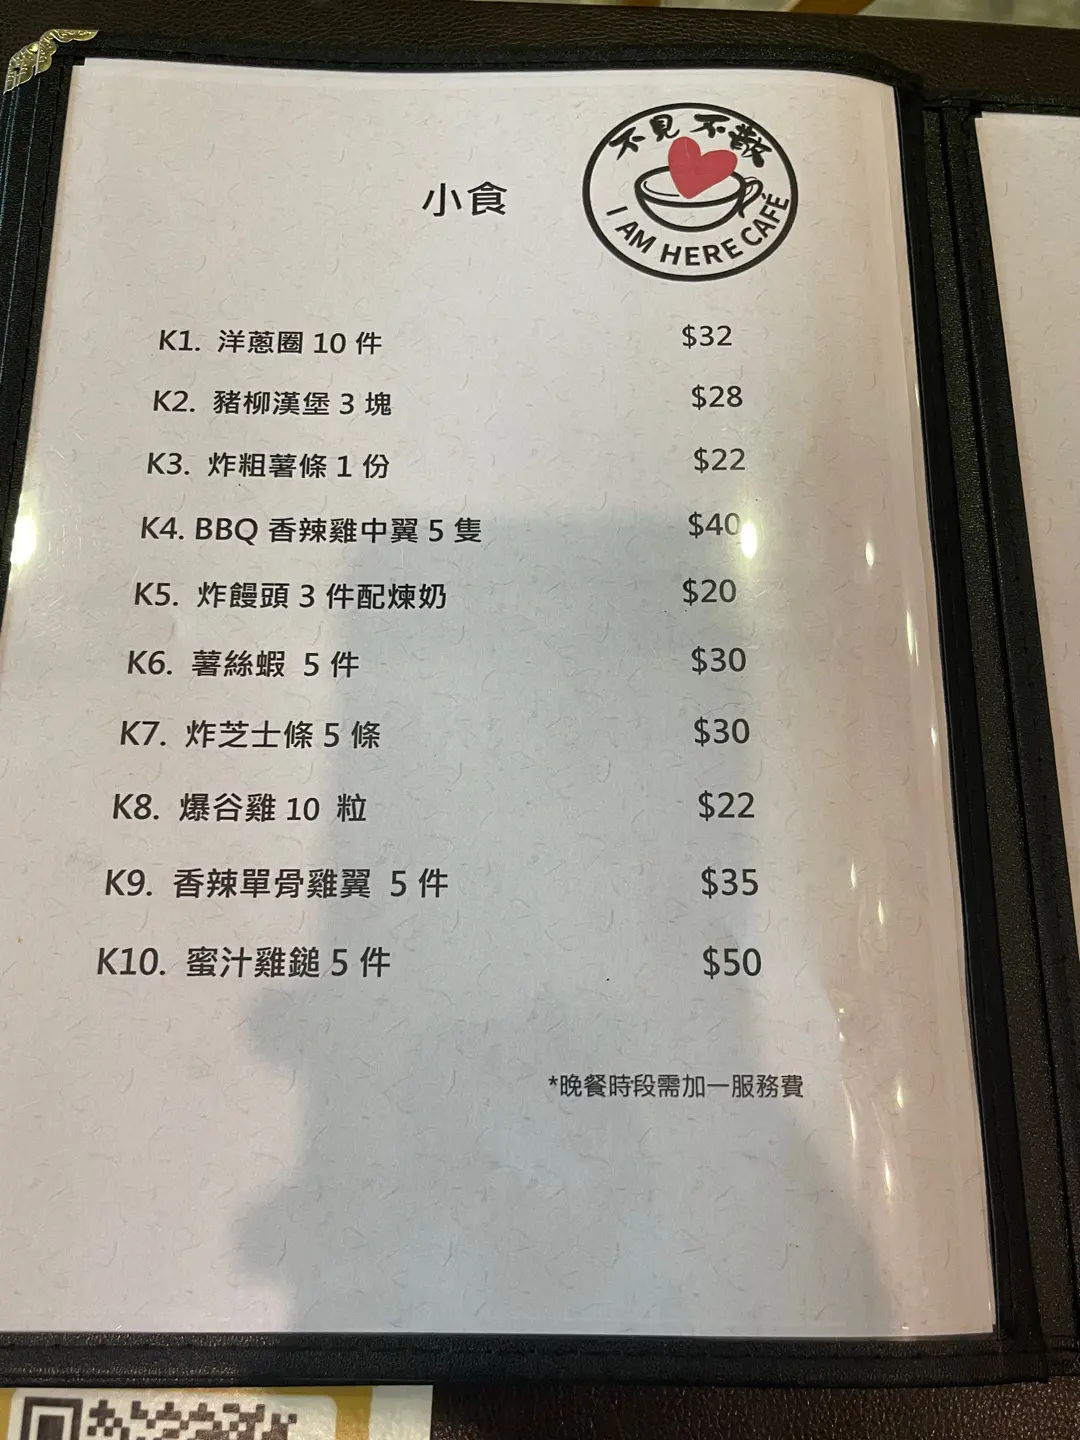 不見不散
I AM HERE CAFÉ
小食
K1. 洋蔥圈 10 件 $32
K2. 豬柳漢堡 3 塊 $28
K3. 炸粗薯條 1 份 $22
K4. BBQ 香辣雞中翼 5 隻 $40
K5. 炸饅頭 3 件配煉奶 $20
K6. 薯絲蝦 5 件 $30
K7. 炸芝士條 5 條 $30
K8. 爆谷雞 10 粒 $22
K9. 香辣單骨雞翼 5 件 $35
K10. 蜜汁雞鎚 5 件 $50
*晚餐時段需加一服務費